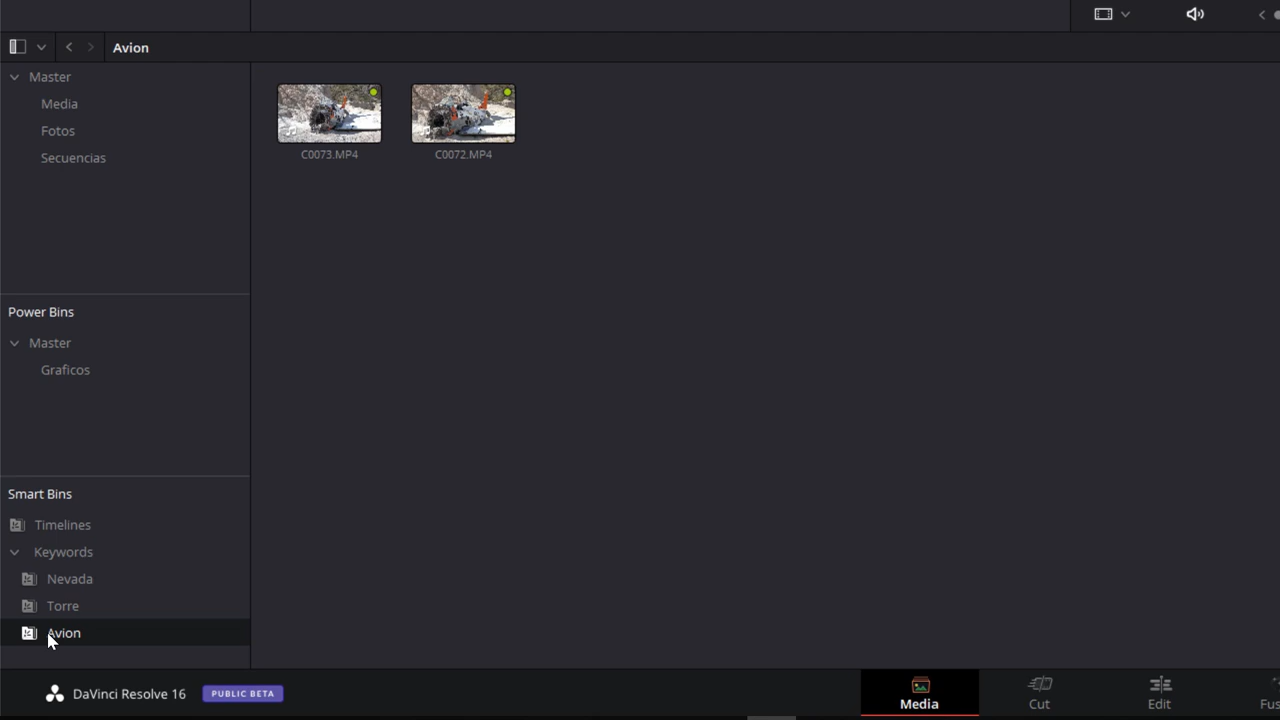 Avion
Master
Media
Fotos
Secuencias
C0073.MP4
C0072.MP4
Power Bins
Master
Graficos
Smart Bins
Timelines
Keywords
Nevada
Torre
Avion
DaVinci Resolve 16
PUBLIC BETA
Media
Cut
Edit
Fus